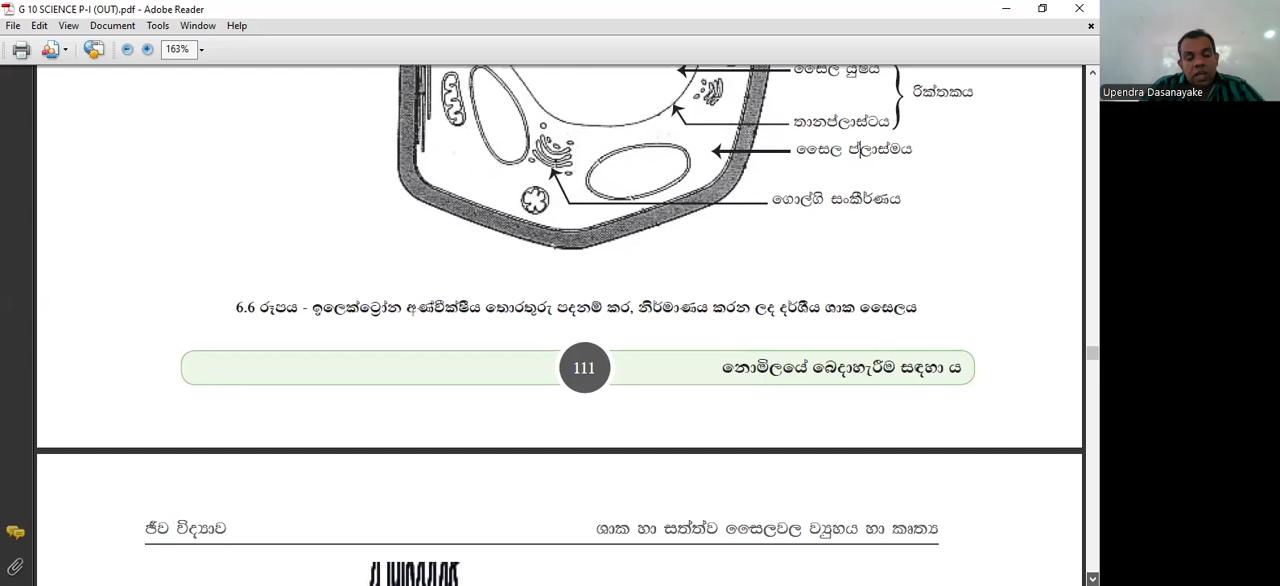 G 10 SCIENCE P-I (OUT).pdf - Adobe Reader
File Edit View Document Tools Window Help
163%
Upendra Dasanayake
සෛල යුෂය
රික්තකය
තානප්ලාස්ටය
සෛල ප්ලාස්මය
ගොල්ගි සංකීර්ණය
6.6 රූපය - ඉලෙක්ට්‍රෝන අණ්වීක්ෂීය තොරතුරු පදනම් කර, නිර්මාණය කරන ලද දර්ශීය ශාක සෛලය
111
නොමිලයේ බෙදාහැරීම සඳහා ය
ජීව විද්‍යාව ශාක හා සත්ත්ව සෛලවල ව්‍යුහය හා කෘත්‍ය